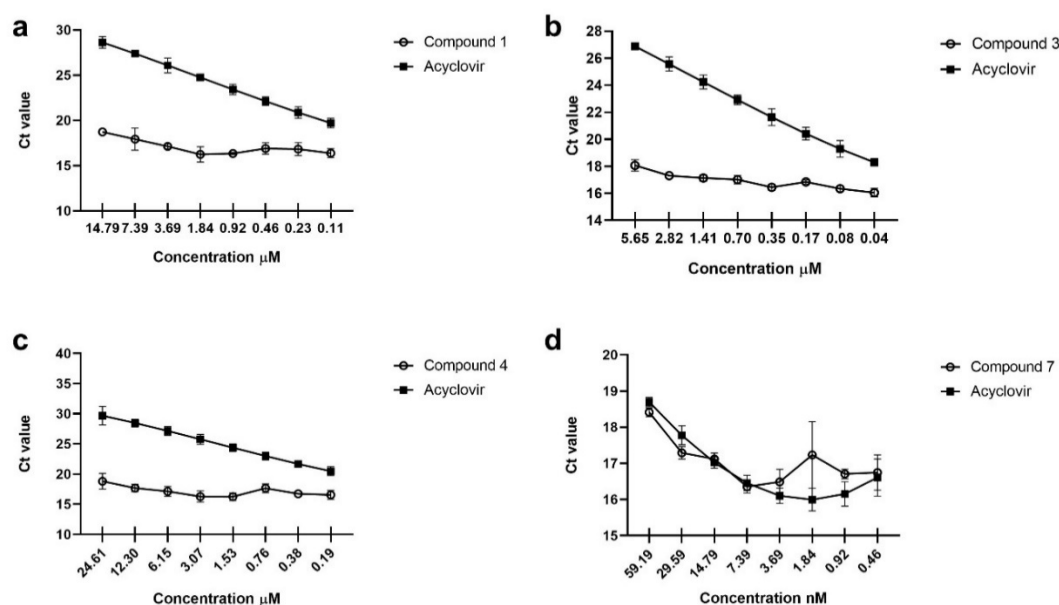 a
30
25
20
15
10
Ct value
14.79 7.39 3.69 1.84 0.92 0.46 0.23 0.11
Concentration μM
Compound 1
Acyclovir
b
28
26
24
22
20
18
16
14
Ct value
5.65 2.82 1.41 0.70 0.35 0.17 0.08 0.04
Concentration μM
Compound 3
Acyclovir
c
40
35
30
25
20
15
10
Ct value
24.61 12.30 6.15 3.07 1.53 0.76 0.38 0.19
Concentration μM
Compound 4
Acyclovir
d
20
19
18
17
16
15
Ct value
59.19 29.59 14.79 7.39 3.69 1.84 0.92 0.46
Concentration nM
Compound 7
Acyclovir